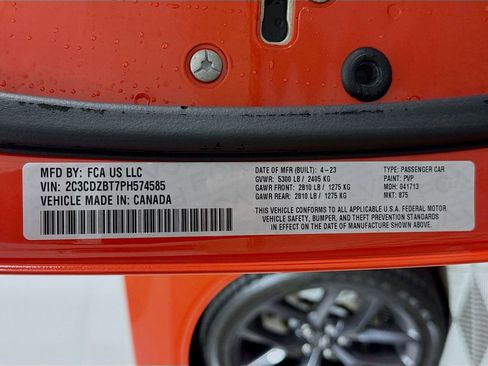 MFD BY: FCA US LLC
VIN: 2C3CDZBT7PH574585
VEHICLE MADE IN: CANADA
DATE OF MFR (BUILT): 4-23
GVWR: 5300 LB / 2405 KG
GAWR FRONT: 2810 LB / 1275 KG
GAWR REAR: 2810 LB / 1275 KG
TYPE: PASSENGER CAR
PAINT: PVP
MDH: 041713
MKT: 875
THIS VEHICLE CONFORMS TO ALL APPLICABLE U.S.A. FEDERAL MOTOR
VEHICLE SAFETY, BUMPER, AND THEFT PREVENTION STANDARDS
IN EFFECT ON THE DATE OF MANUFACTURE SHOWN ABOVE.